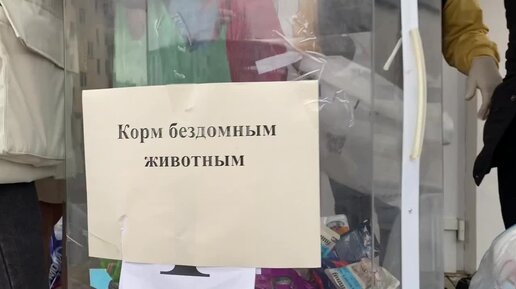 Корм бездомным
животным